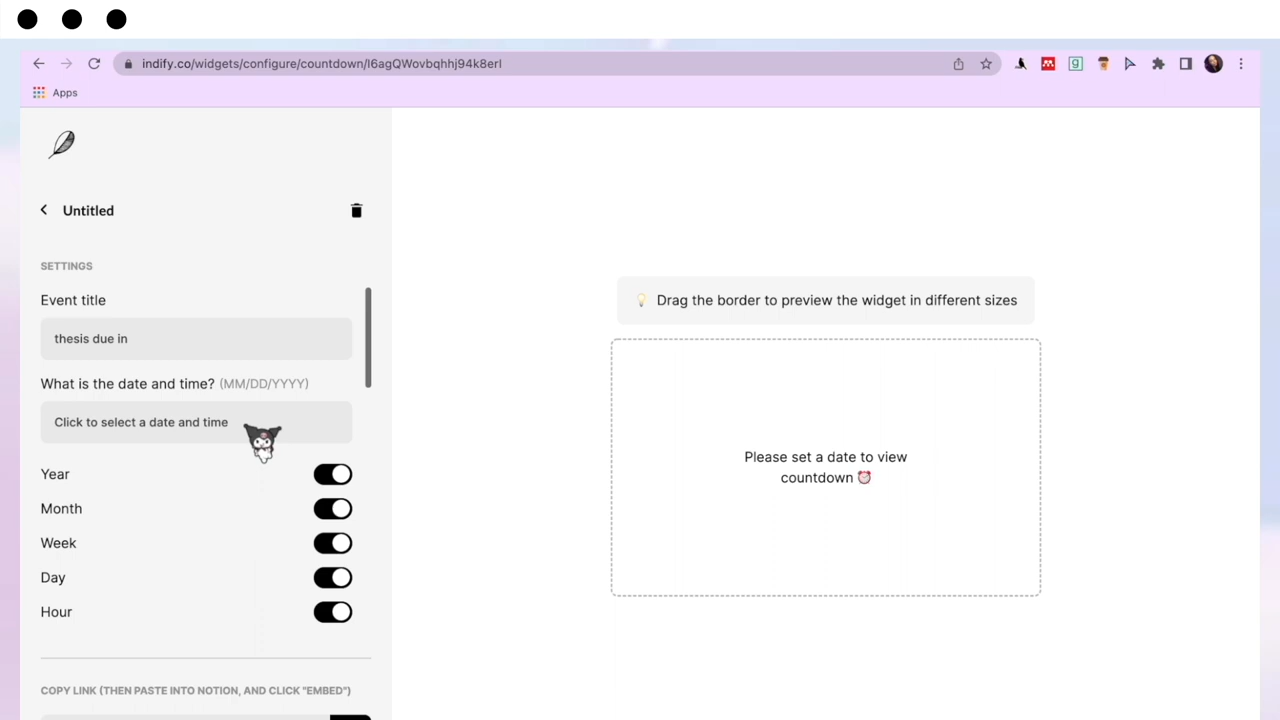 indify.co/widgets/configure/countdown/l6agQWovbqhhj94k8erl
Apps
Untitled
SETTINGS
Event title
thesis due in
What is the date and time? (MM/DD/YYYY)
Click to select a date and time
Year
Month
Week
Day
Hour
COPY LINK (THEN PASTE INTO NOTION, AND CLICK "EMBED")
💡 Drag the border to preview the widget in different sizes
Please set a date to view
countdown ⏰